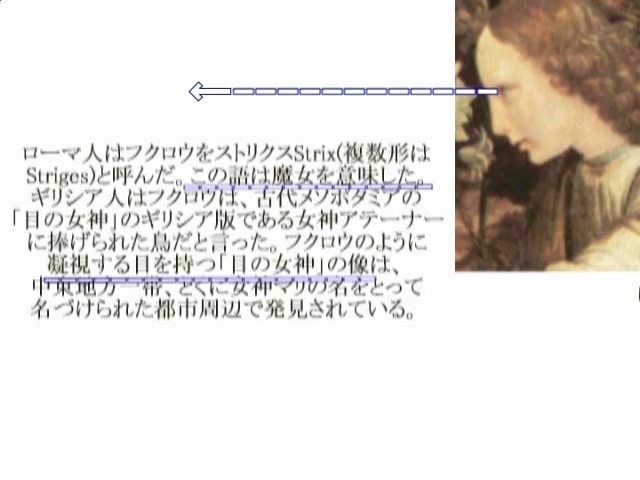 ローマ人はフクロウをストリクスStrix(複数形は
Striges)と呼んだ。この語は魔女を意味した。
ギリシア人はフクロウは、古代メソポタミアの
「目の女神」のギリシア版である女神アテーナー
に捧げられた鳥だと言った。フクロウのように
凝視する目を持つ「目の女神」の像は、
中東地方一帯、とくに女神マリの名をとって
名づけられた都市周辺で発見されている。